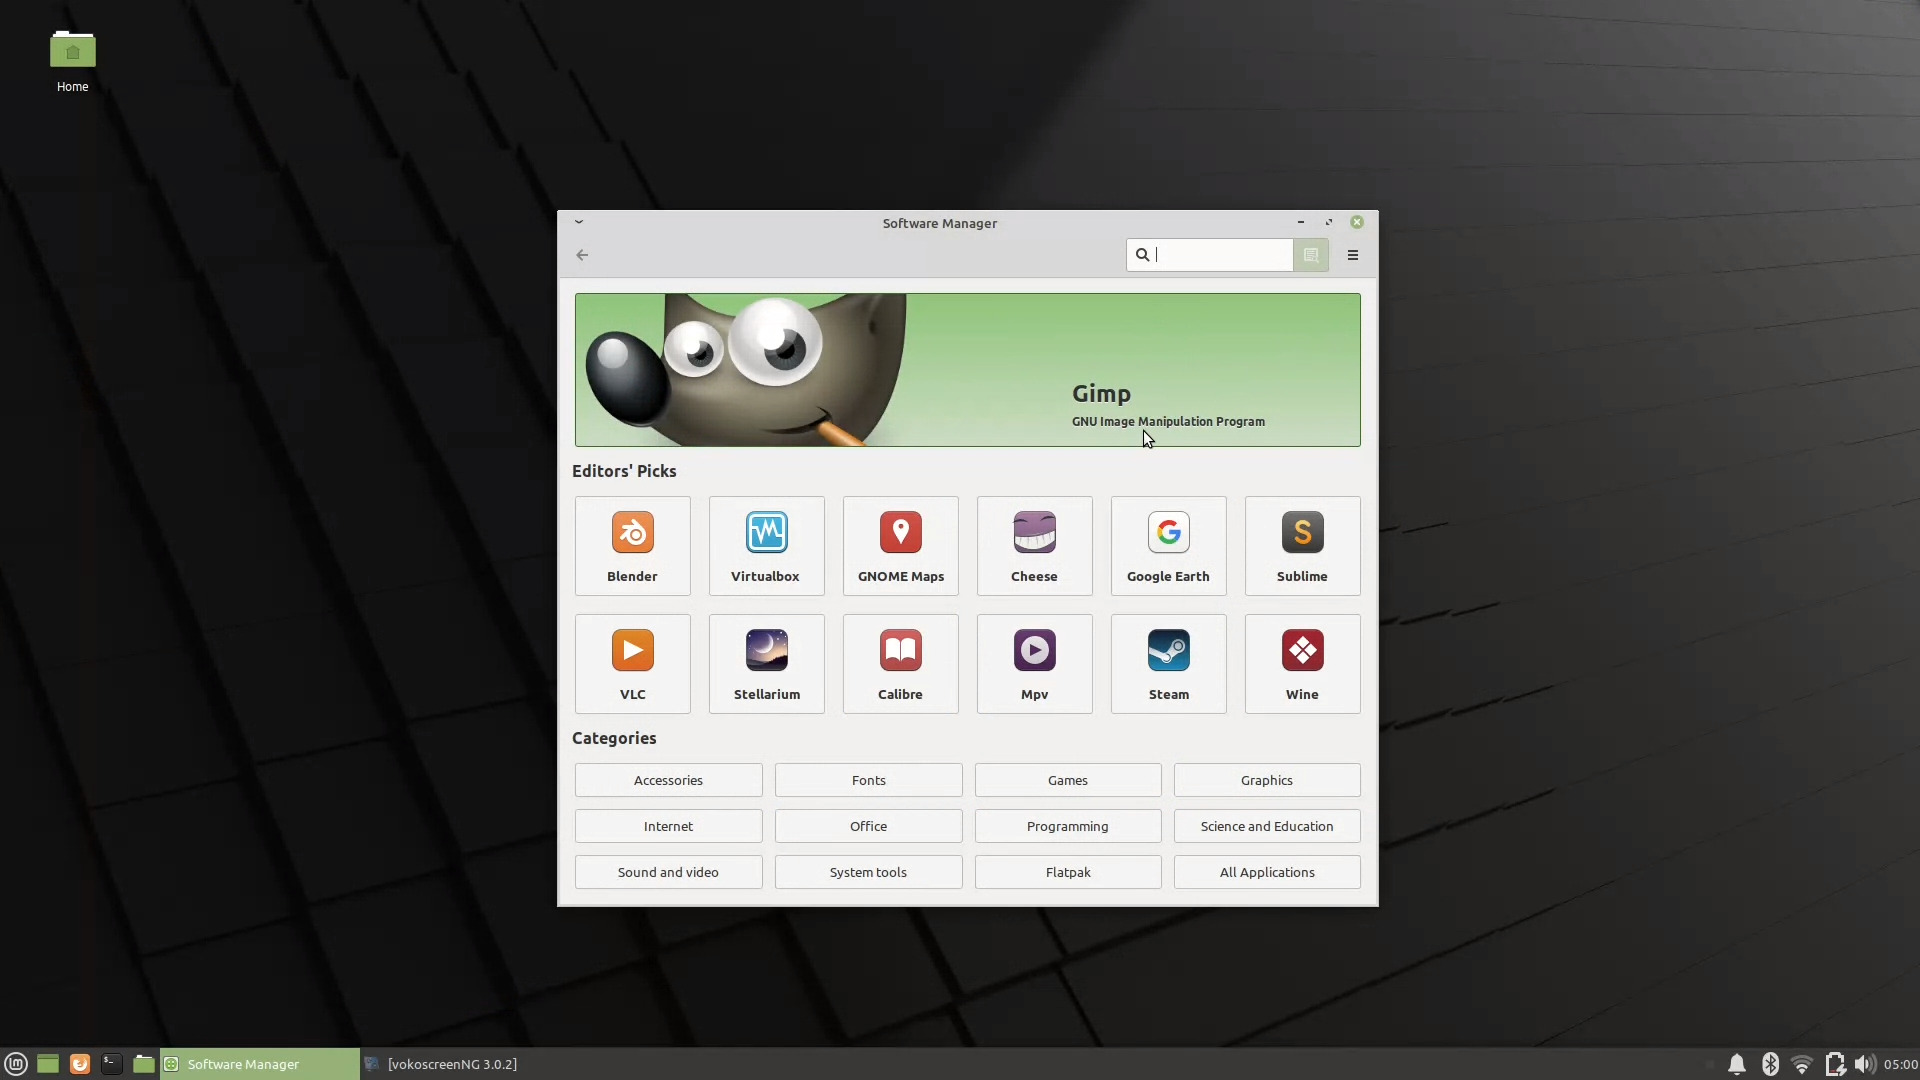 Home
Software Manager
Gimp
GNU Image Manipulation Program
Editors' Picks
Blender
Virtualbox
GNOME Maps
Cheese
Google Earth
Sublime
VLC
Stellarium
Calibre
Mpv
Steam
Wine
Categories
Accessories
Fonts
Games
Graphics
Internet
Office
Programming
Science and Education
Sound and video
System tools
Flatpak
All Applications
Software Manager
[vokoscreenNG 3.0.2]
05:00